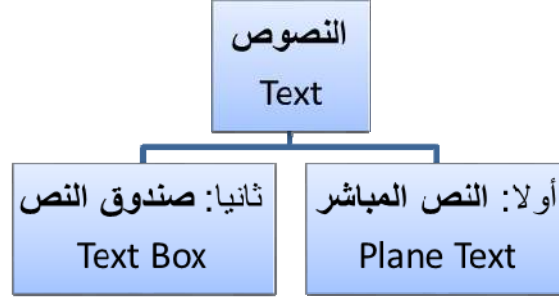 النصوص
Text
أولا: النص المباشر
Plane Text
ثانيا: صندوق النص
Text Box